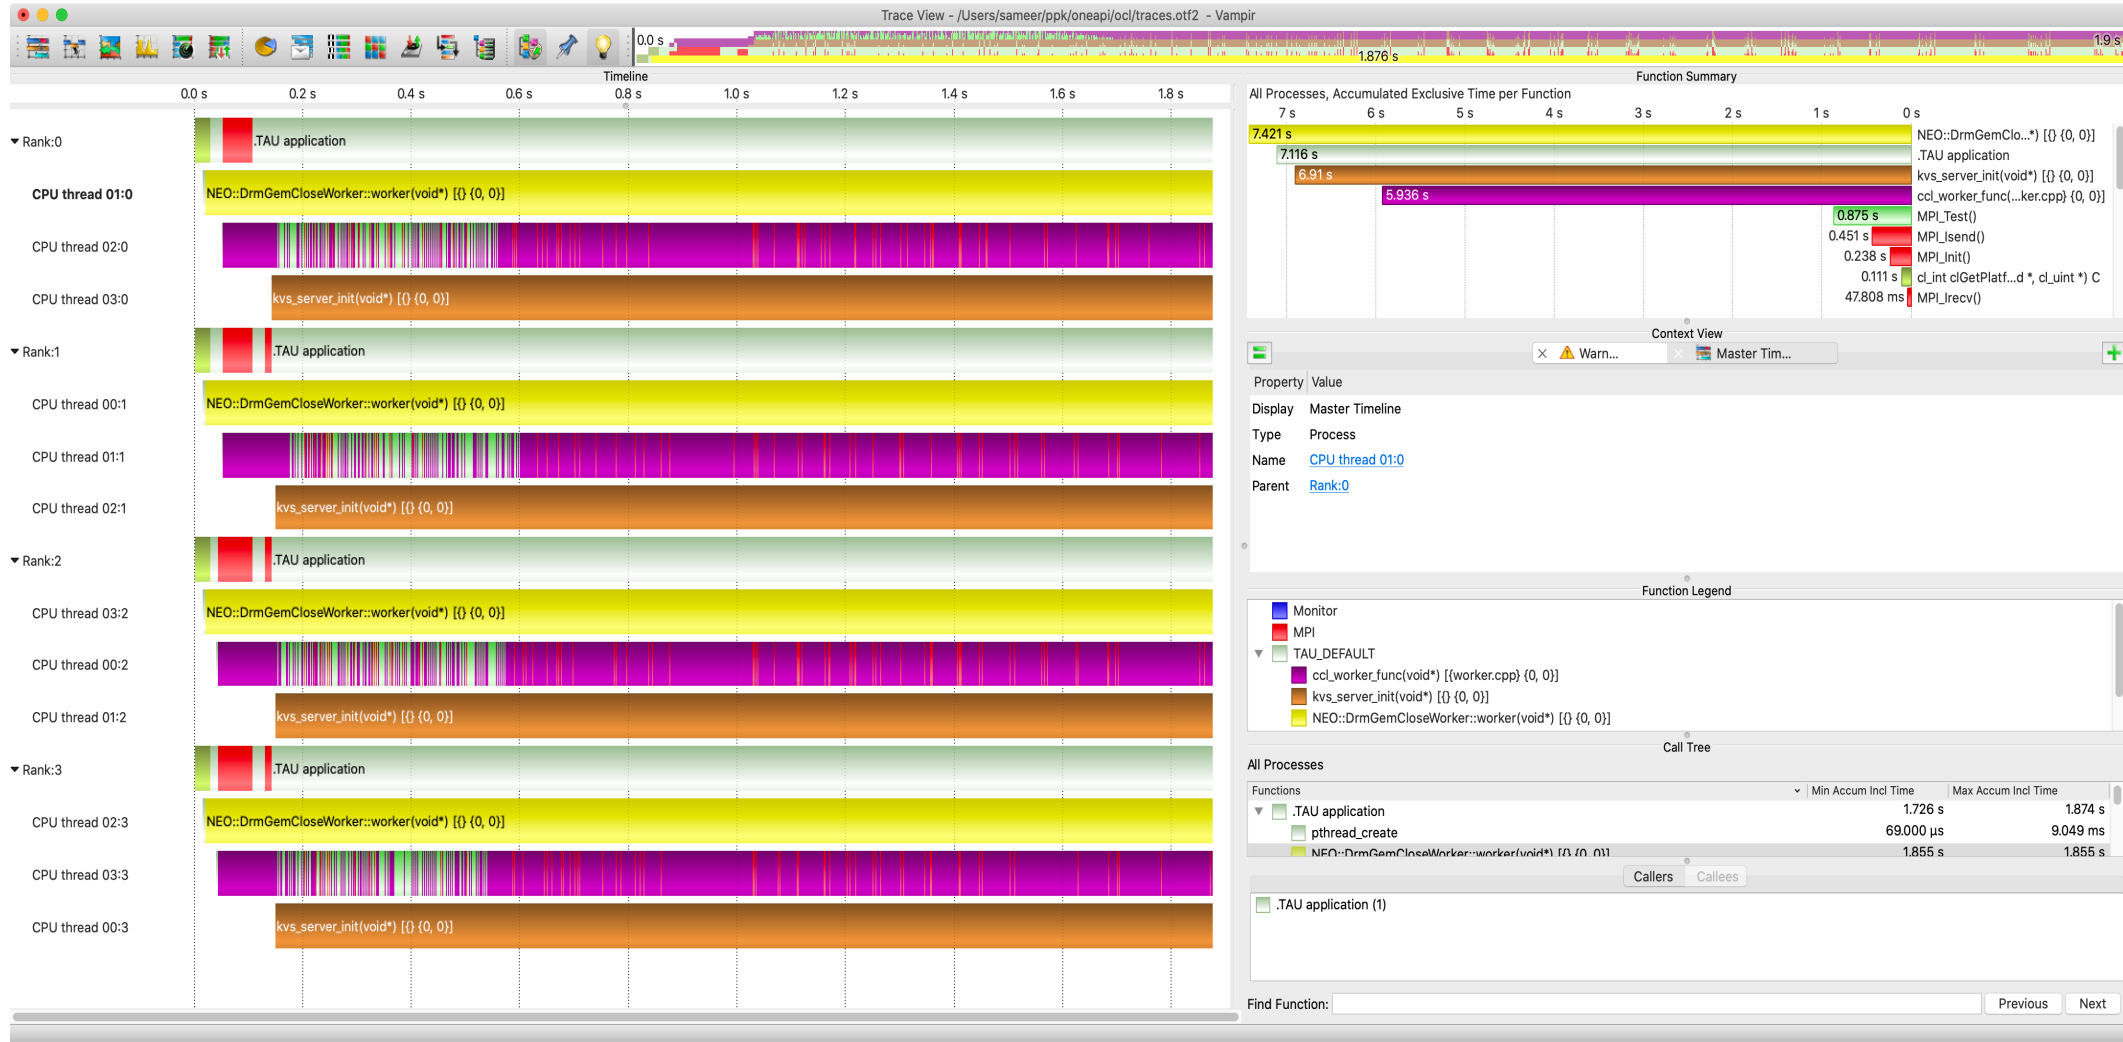 Trace View - /Users/sameer/ppk/oneapi/ocl/traces.otf2 - Vampir
0.0 s
1.9 s
1.876 s
Timeline
0.0 s 0.2 s 0.4 s 0.6 s 0.8 s 1.0 s 1.2 s 1.4 s 1.6 s 1.8 s
Rank:0 .TAU application
CPU thread 01:0 NEO::DrmGemCloseWorker::worker(void*) [{} {0, 0}]
CPU thread 02:0
CPU thread 03:0 kvs_server_init(void*) [{} {0, 0}]
Rank:1 .TAU application
CPU thread 00:1 NEO::DrmGemCloseWorker::worker(void*) [{} {0, 0}]
CPU thread 01:1
CPU thread 02:1 kvs_server_init(void*) [{} {0, 0}]
Rank:2 .TAU application
CPU thread 03:2 NEO::DrmGemCloseWorker::worker(void*) [{} {0, 0}]
CPU thread 00:2
CPU thread 01:2 kvs_server_init(void*) [{} {0, 0}]
Rank:3 .TAU application
CPU thread 02:3 NEO::DrmGemCloseWorker::worker(void*) [{} {0, 0}]
CPU thread 03:3
CPU thread 00:3 kvs_server_init(void*) [{} {0, 0}]
Function Summary
All Processes, Accumulated Exclusive Time per Function
7 s 6 s 5 s 4 s 3 s 2 s 1 s 0 s
7.421 s NEO::DrmGemClo...*) [{} {0, 0}]
7.116 s .TAU application
6.91 s kvs_server_init(void*) [{} {0, 0}]
5.936 s ccl_worker_func(...ker.cpp} {0, 0}]
0.875 s MPI_Test()
0.451 s MPI_Isend()
0.238 s MPI_Init()
0.111 s cl_int clGetPlatf...d *, cl_uint *) C
47.808 ms MPI_Irecv()
Context View
Warn... Master Tim...
Property Value
Display Master Timeline
Type Process
Name CPU thread 01:0
Parent Rank:0
Function Legend
Monitor
MPI
TAU_DEFAULT
ccl_worker_func(void*) [{worker.cpp} {0, 0}]
kvs_server_init(void*) [{} {0, 0}]
NEO::DrmGemCloseWorker::worker(void*) [{} {0, 0}]
Call Tree
All Processes
Functions Min Accum Incl Time Max Accum Incl Time
.TAU application 1.726 s 1.874 s
pthread_create 69.000 µs 9.049 ms
NEO::DrmGemCloseWorker::worker(void*) [{} {0, 0}] 1.855 s 1.855 s
Callers Callees
.TAU application (1)
Find Function: Previous Next